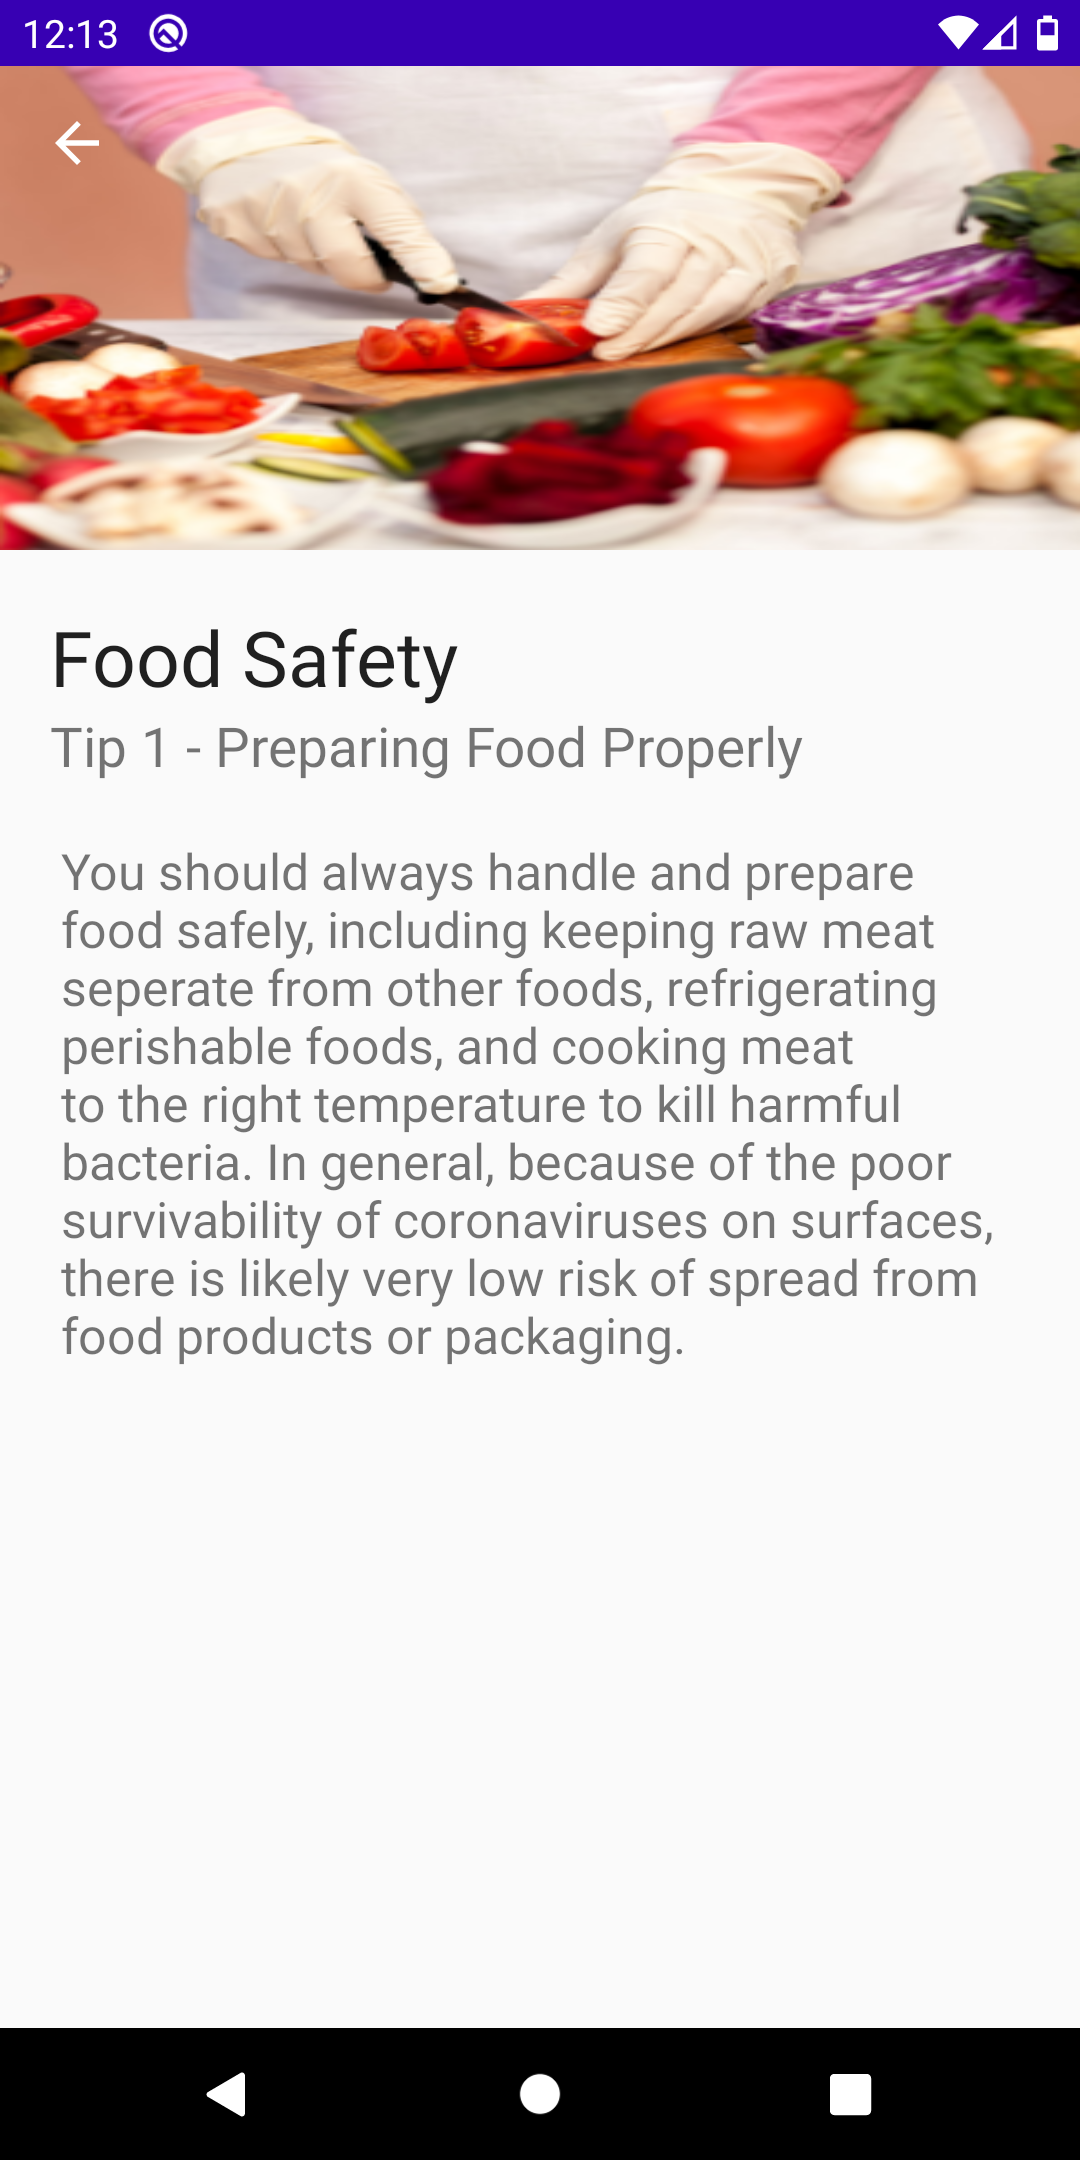 12:13
Food Safety
Tip 1 - Preparing Food Properly
You should always handle and prepare
food safely, including keeping raw meat
seperate from other foods, refrigerating
perishable foods, and cooking meat
to the right temperature to kill harmful
bacteria. In general, because of the poor
survivability of coronaviruses on surfaces,
there is likely very low risk of spread from
food products or packaging.